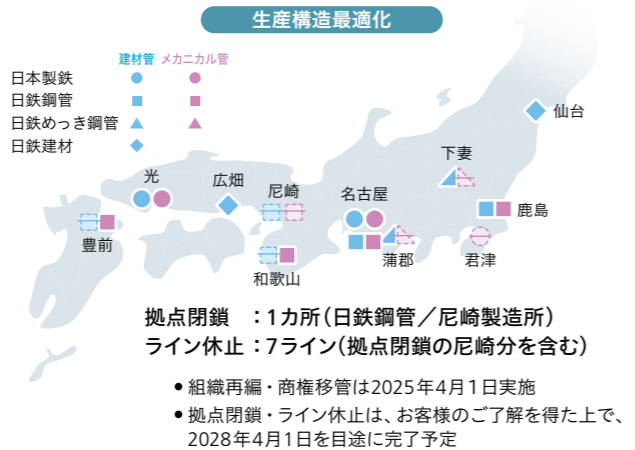 生産構造最適化
建材管 メカニカル管
日本製鉄
日鉄鋼管
日鉄めっき鋼管
日鉄建材
仙台
下妻
光
広畑
尼崎
名古屋
鹿島
豊前
和歌山
蒲郡
君津
拠点閉鎖 ：1カ所（日鉄鋼管／尼崎製造所）
ライン休止：7ライン（拠点閉鎖の尼崎分を含む）
● 組織再編・商権移管は2025年4月1日実施
● 拠点閉鎖・ライン休止は、お客様のご了解を得た上で、
2028年4月1日を目途に完了予定